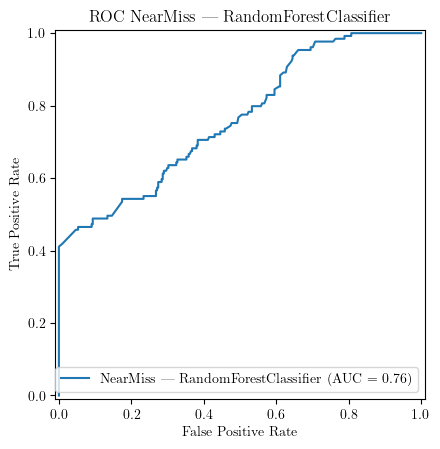 ROC NearMiss — RandomForestClassifier
1.0
0.8
0.6
0.4
0.2
0.0
True Positive Rate
NearMiss — RandomForestClassifier (AUC = 0.76)
0.0 0.2 0.4 0.6 0.8 1.0
False Positive Rate